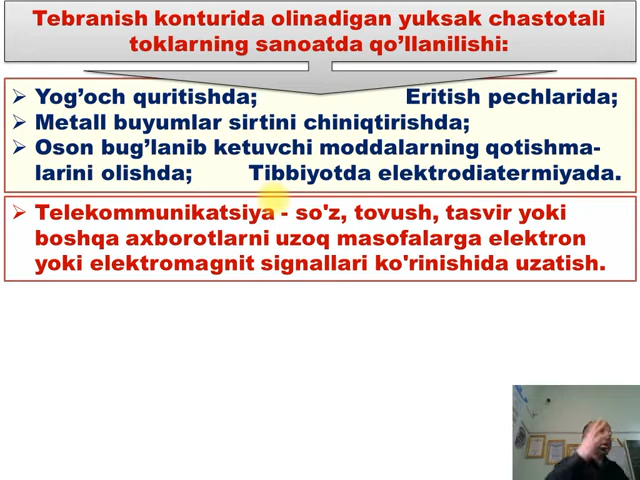 Tebranish konturida olinadigan yuksak chastotali
toklarning sanoatda qo’llanilishi:
Yog’och quritishda; Eritish pechlarida;
Metall buyumlar sirtini chiniqtirishda;
Oson bug’lanib ketuvchi moddalarning qotishma-
larini olishda; Tibbiyotda elektrodiatermiyada.
Telekommunikatsiya - so'z, tovush, tasvir yoki
boshqa axborotlarni uzoq masofalarga elektron
yoki elektromagnit signallari ko'rinishida uzatish.